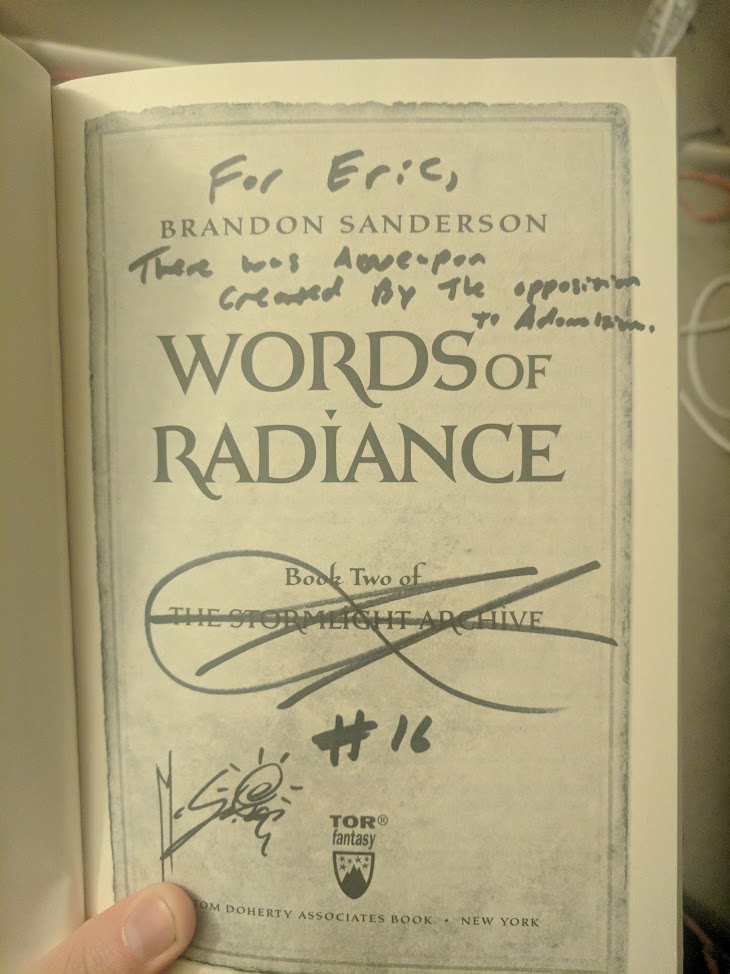 For Eric,
BRANDON SANDERSON
There was A weapon
Created By The opposition
to Adonalsium.
WORDS OF
RADIANCE
Book Two of
THE STORMLIGHT ARCHIVE
#16
TOR®
fantasy
TOM DOHERTY ASSOCIATES BOOK • NEW YORK